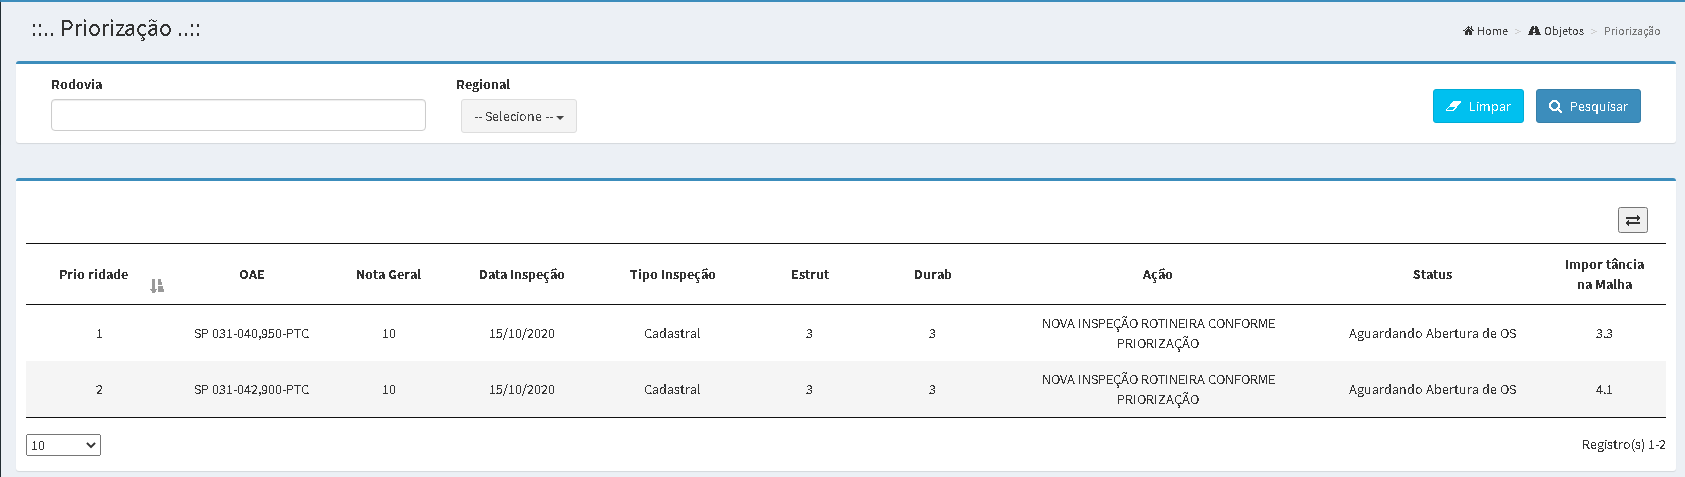 ::.. Priorização ..::
Home > Objetos > Priorização
Rodovia
Regional
-- Selecione --
Limpar
Pesquisar
Prio ridade
OAE
Nota Geral
Data Inspeção
Tipo Inspeção
Estrut
Durab
Ação
Status
Impor tância
na Malha
1
SP 031-040,950-PTC
10
15/10/2020
Cadastral
3
3
NOVA INSPEÇÃO ROTINEIRA CONFORME
PRIORIZAÇÃO
Aguardando Abertura de OS
3.3
2
SP 031-042,900-PTC
10
15/10/2020
Cadastral
3
3
NOVA INSPEÇÃO ROTINEIRA CONFORME
PRIORIZAÇÃO
Aguardando Abertura de OS
4.1
10
Registro(s) 1-2